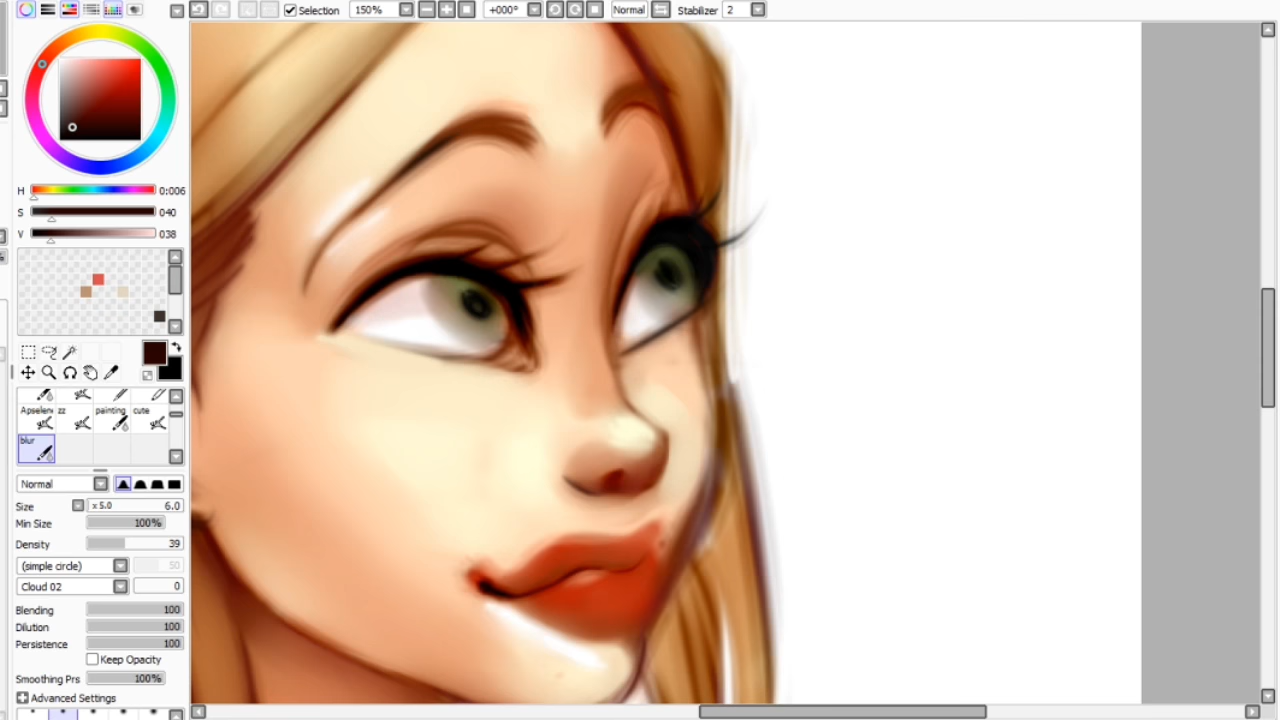 Selection 150% +000° Normal Stabilizer 2
H 0:006
S 040
V 038
Apselen zz painting cute
blur
Normal
Size x 5.0 6.0
Min Size 100%
Density 39
(simple circle) 50
Cloud 02 0
Blending 100
Dilution 100
Persistence 100
Keep Opacity
Smoothing Prs 100%
Advanced Settings